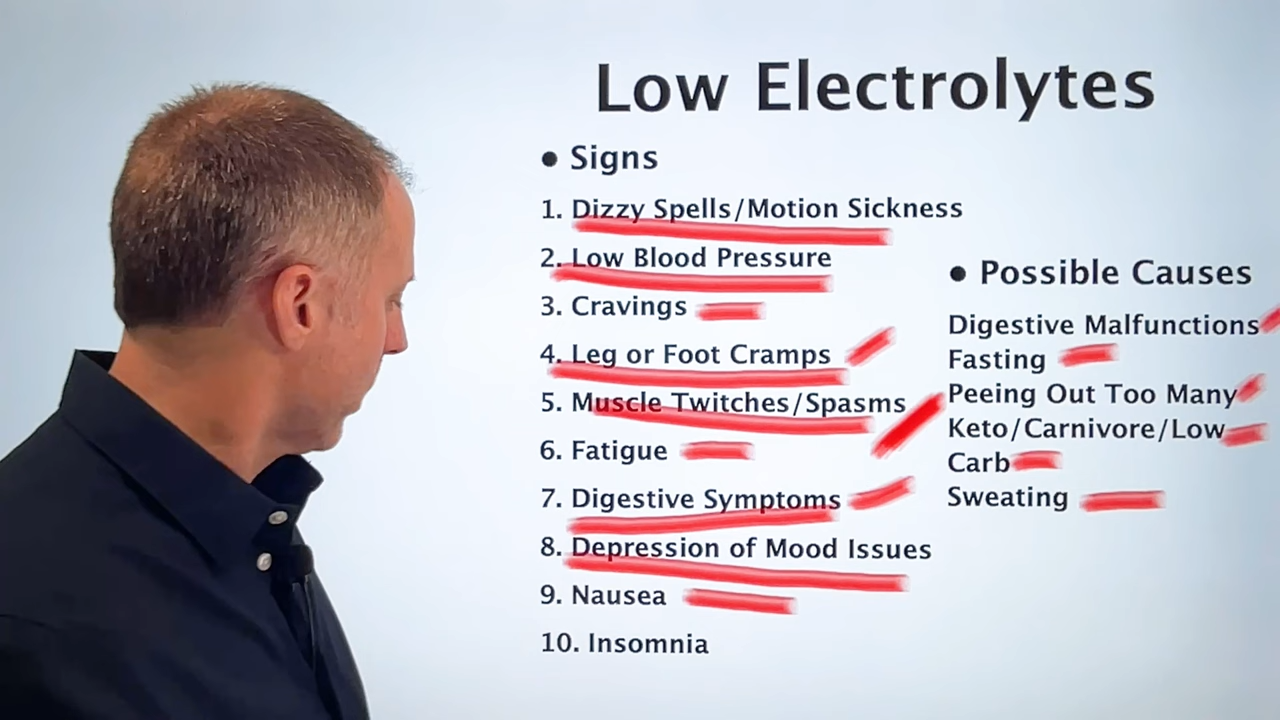 Low Electrolytes
• Signs
1. Dizzy Spells/Motion Sickness
2. Low Blood Pressure
3. Cravings
4. Leg or Foot Cramps
5. Muscle Twitches/Spasms
6. Fatigue
7. Digestive Symptoms
8. Depression of Mood Issues
9. Nausea
10. Insomnia
• Possible Causes
Digestive Malfunctions
Fasting
Peeing Out Too Many
Keto/Carnivore/Low
Carb
Sweating